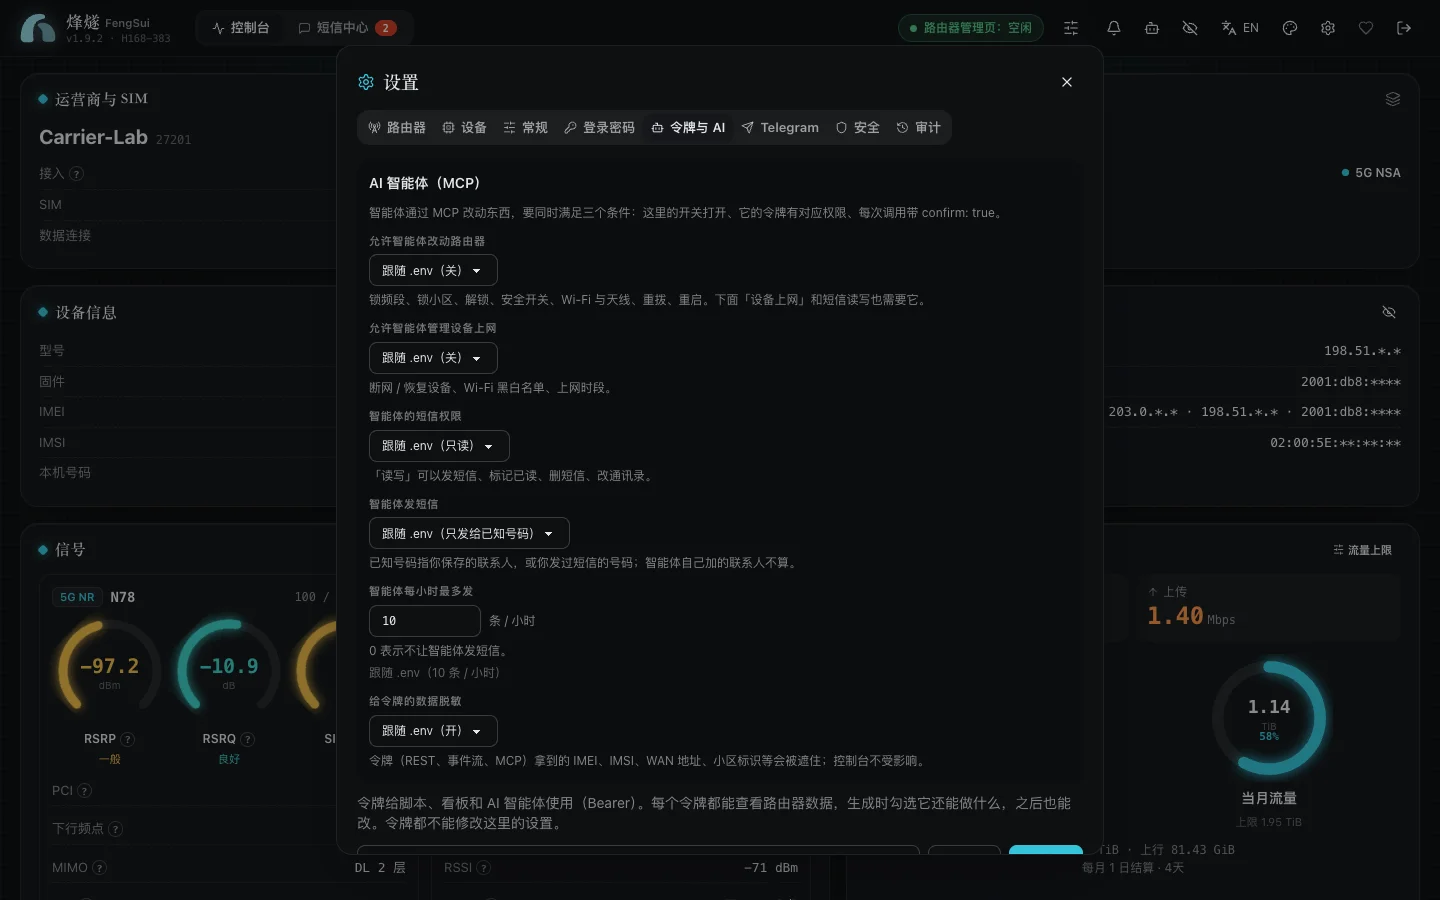 烽燧 FengSui
v1.9.2 · H168-383
控制台
短信中心 2
路由器管理页：空闲
EN
运营商与 SIM
Carrier-Lab 27201
接入 ?
5G NSA
SIM
数据连接
设备信息
型号
198.51.*.*
固件
2001:db8:****
IMEI
203.0.*.* · 198.51.*.* · 2001:db8:****
IMSI
02:00:5E:**:**:**
本机号码
信号
流量上限
5G NR N78
100 /
-97.2
dBm
-10.9
dB
RSRP ?
一般
RSRQ ?
良好
SI
PCI ?
下行频点 ?
MIMO ?
DL 2 层
RSSI ?
-71 dBm
↑ 上传
1.40 Mbps
1.14
TiB
58%
当月流量
上限 1.95 TiB
TiB · 上行 81.43 GiB
每月 1 日结算 · 4天
设置
路由器
设备
常规
登录密码
令牌与 AI
Telegram
安全
审计
AI 智能体（MCP）
智能体通过 MCP 改动东西，要同时满足三个条件：这里的开关打开、它的令牌有对应权限、每次调用带 confirm: true。
允许智能体改动路由器
跟随 .env（关）
锁频段、锁小区、解锁、安全开关、Wi-Fi 与天线、重拨、重启。下面「设备上网」和短信读写也需要它。
允许智能体管理设备上网
跟随 .env（关）
断网 / 恢复设备、Wi-Fi 黑白名单、上网时段。
智能体的短信权限
跟随 .env（只读）
「读写」可以发短信、标记已读、删短信、改通讯录。
智能体发短信
跟随 .env（只发给已知号码）
已知号码指你保存的联系人，或你发过短信的号码；智能体自己加的联系人不算。
智能体每小时最多发
10 条 / 小时
0 表示不让智能体发短信。
跟随 .env（10 条 / 小时）
给令牌的数据脱敏
跟随 .env（开）
令牌（REST、事件流、MCP）拿到的 IMEI、IMSI、WAN 地址、小区标识等会被遮住；控制台不受影响。
令牌给脚本、看板和 AI 智能体使用（Bearer）。每个令牌都能查看路由器数据，生成时勾选它还能做什么，之后也能
改。令牌都不能修改这里的设置。